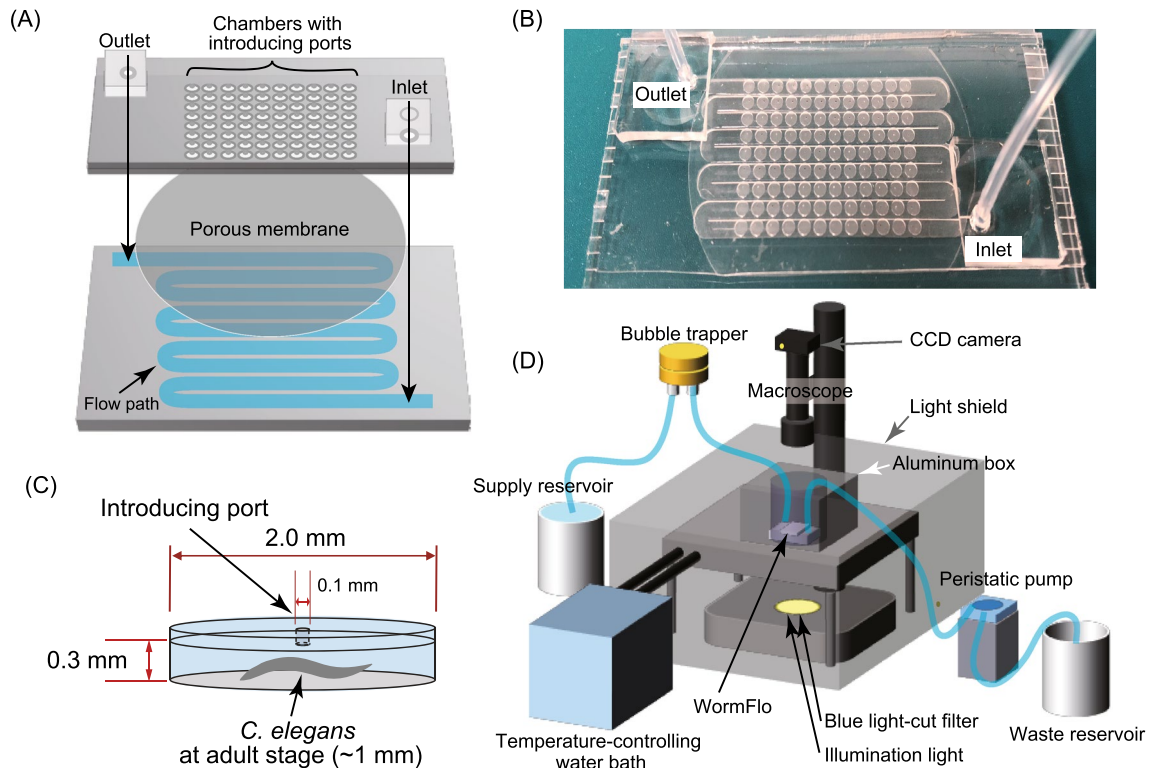 (A)
Chambers with
introducing ports
Outlet
Inlet
Porous membrane
Flow path
(B)
Outlet
Inlet
(C)
Introducing port
2.0 mm
0.1 mm
0.3 mm
C. elegans
at adult stage (~1 mm)
(D)
Bubble trapper
CCD camera
Macroscope
Light shield
Aluminum box
Supply reservoir
Peristatic pump
WormFlo
Blue light-cut filter
Illumination light
Temperature-controlling
water bath
Waste reservoir